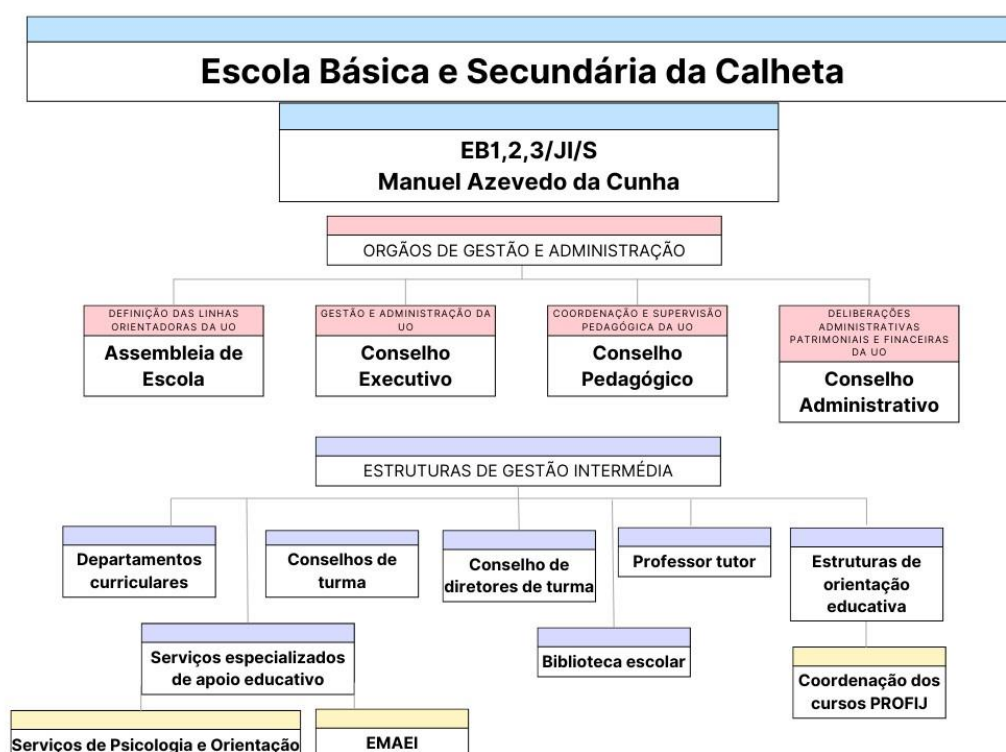 Escola Básica e Secundária da Calheta
EB1,2,3/JI/S
Manuel Azevedo da Cunha
ORGÃOS DE GESTÃO E ADMINISTRAÇÃO
DEFINIÇÃO DAS LINHAS
ORIENTADORAS DA UO
Assembleia de
Escola
GESTÃO E ADMINISTRAÇÃO DA
UO
Conselho
Executivo
COORDENAÇÃO E SUPERVISÃO
PEDAGÓGICA DA UO
Conselho
Pedagógico
DELIBERAÇÕES
ADMINISTRATIVAS
PATRIMONIAIS E FINACEIRAS
DA UO
Conselho
Administrativo
ESTRUTURAS DE GESTÃO INTERMÉDIA
Departamentos
curriculares
Conselhos de
turma
Conselho de
diretores de turma
Professor tutor
Estruturas de
orientação
educativa
Serviços especializados
de apoio educativo
Biblioteca escolar
Coordenação dos
cursos PROFIJ
Serviços de Psicologia e Orientação
EMAEI